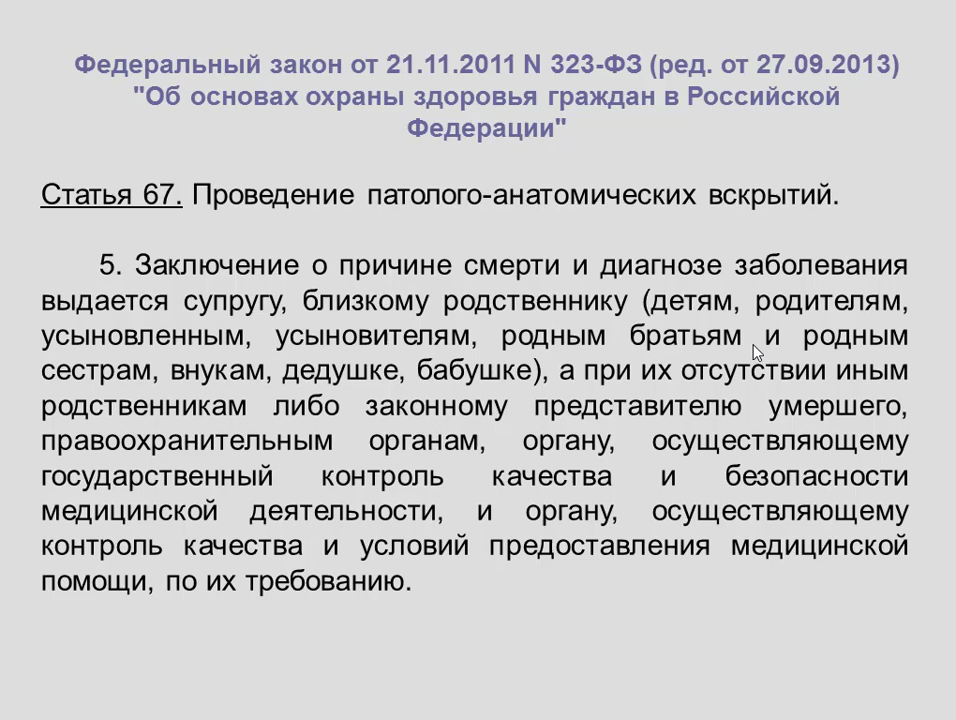 Федеральный закон от 21.11.2011 N 323-ФЗ (ред. от 27.09.2013)
"Об основах охраны здоровья граждан в Российской
Федерации"
Статья 67. Проведение патолого-анатомических вскрытий.
5. Заключение о причине смерти и диагнозе заболевания
выдается супругу, близкому родственнику (детям, родителям,
усыновленным, усыновителям, родным братьям и родным
сестрам, внукам, дедушке, бабушке), а при их отсутствии иным
родственникам либо законному представителю умершего,
правоохранительным органам, органу, осуществляющему
государственный контроль качества и безопасности
медицинской деятельности, и органу, осуществляющему
контроль качества и условий предоставления медицинской
помощи, по их требованию.